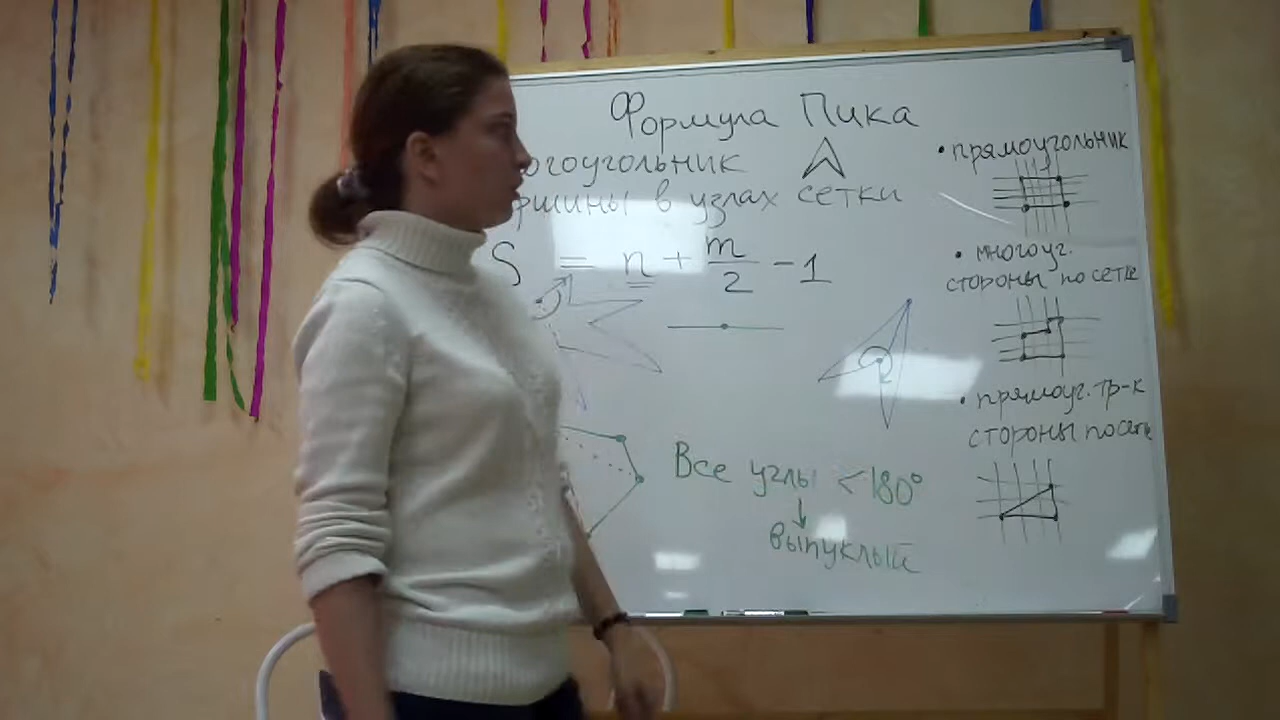 Формула Пика
огоугольник
ршины в узлах сетки
S = n + m/2 - 1
Все углы < 180°
↓
выпуклый
• прямоугольник
• многоуг.
стороны по сетке
• прямоуг. тр-к
стороны по сетк